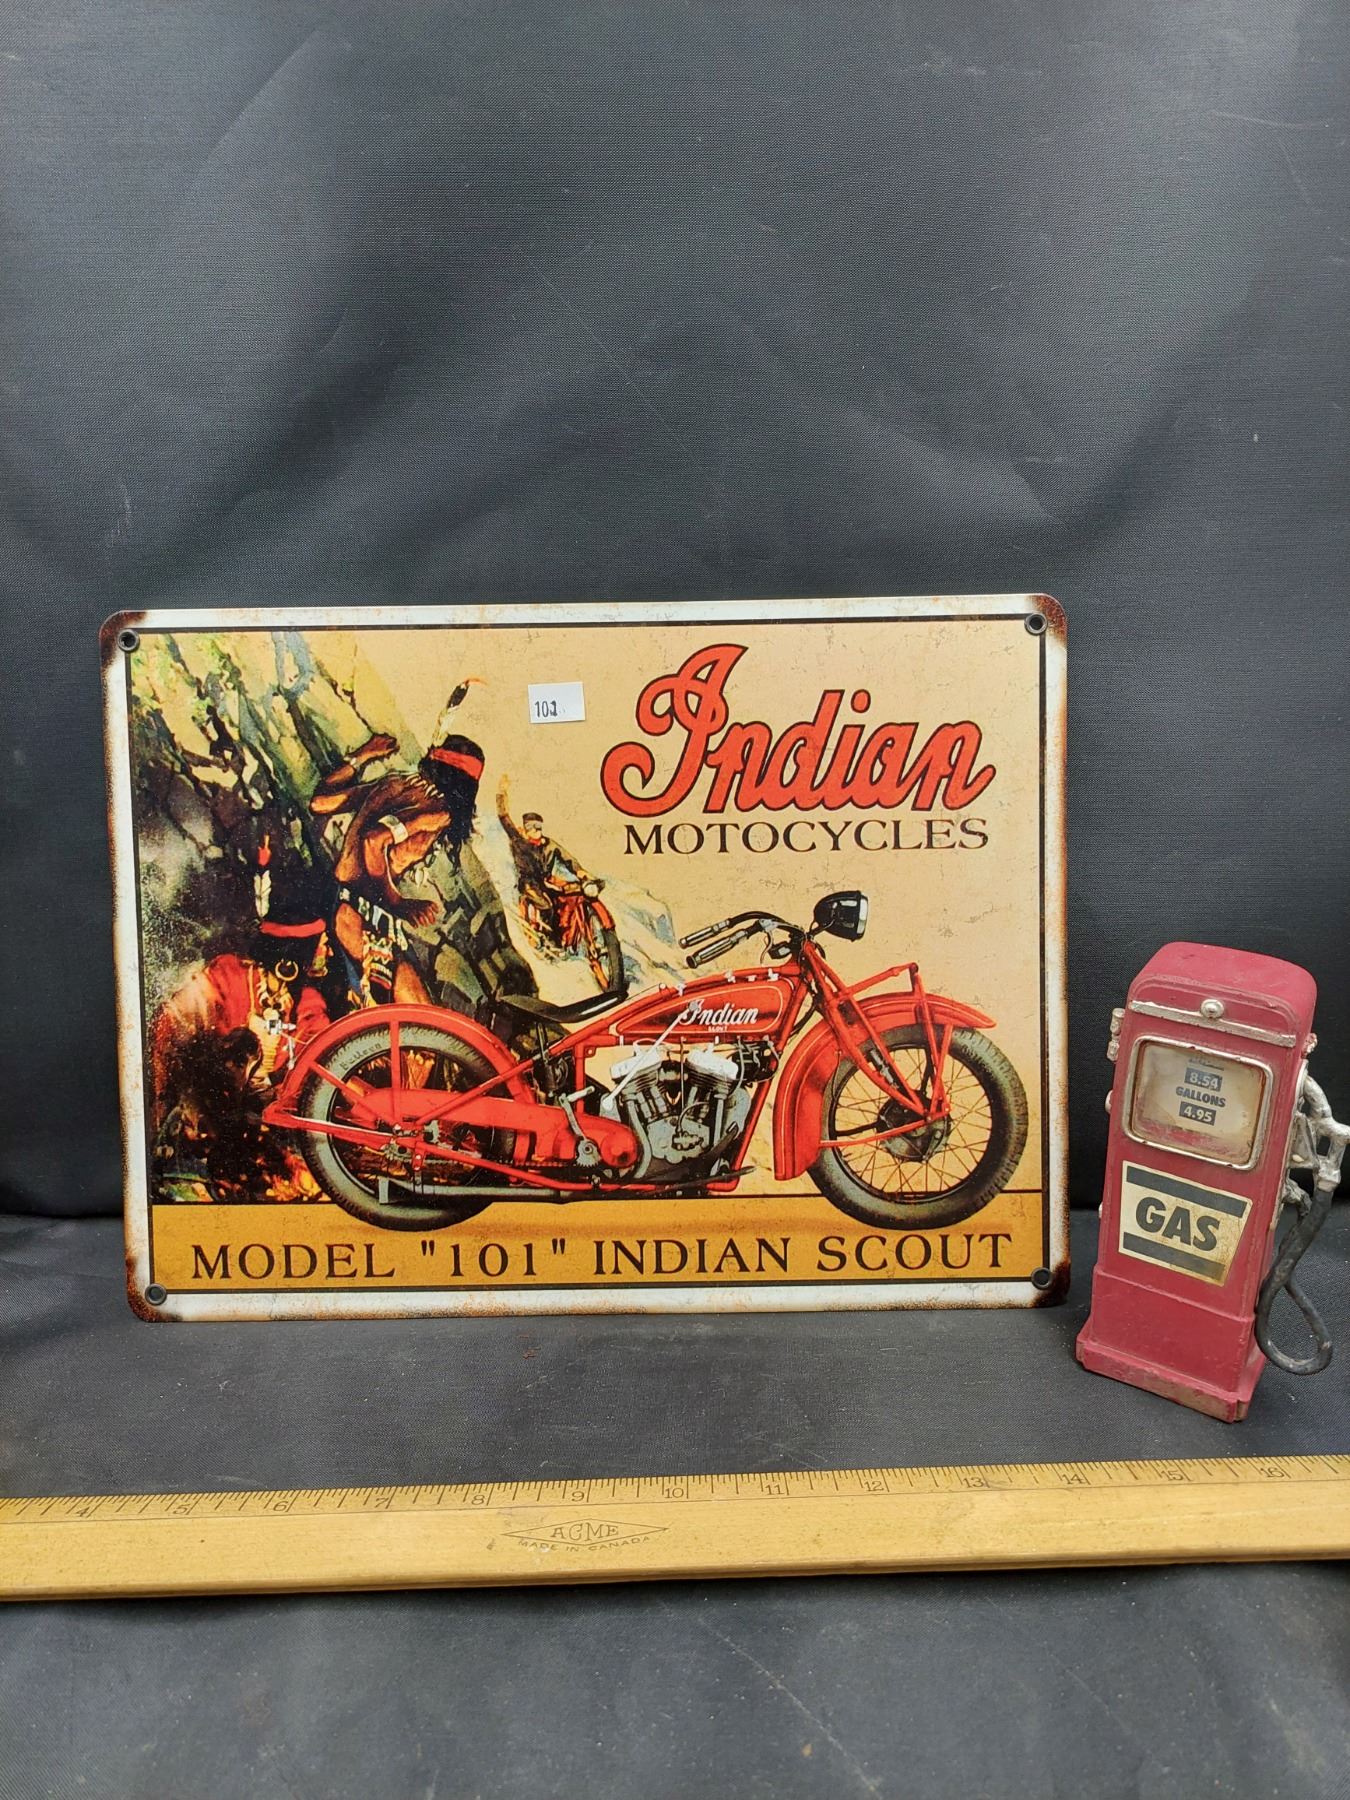 101
Indian
MOTOCYCLES
Indian
SCOUT
MODEL "101" INDIAN SCOUT
8.54
GALLONS
4.95
GAS
4 5 6 7 8 9 10 11 12 13 14 15 16
ACME
MADE IN CANADA